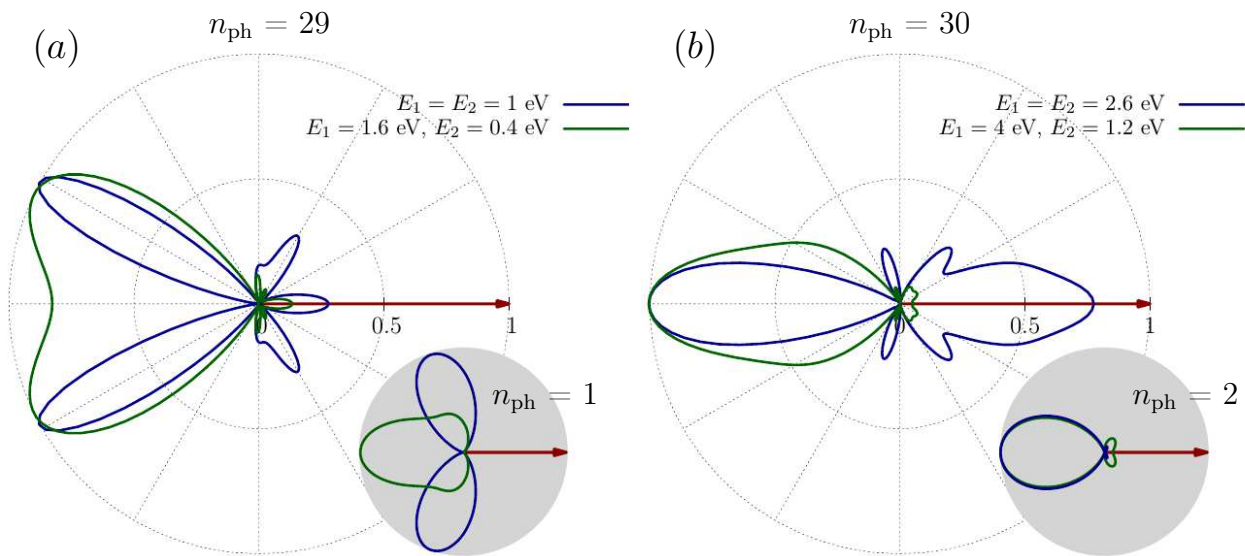 (a)
n_ph = 29
E_1 = E_2 = 1 eV
E_1 = 1.6 eV, E_2 = 0.4 eV
0
0.5
1
n_ph = 1
(b)
n_ph = 30
E_1 = E_2 = 2.6 eV
E_1 = 4 eV, E_2 = 1.2 eV
0
0.5
1
n_ph = 2